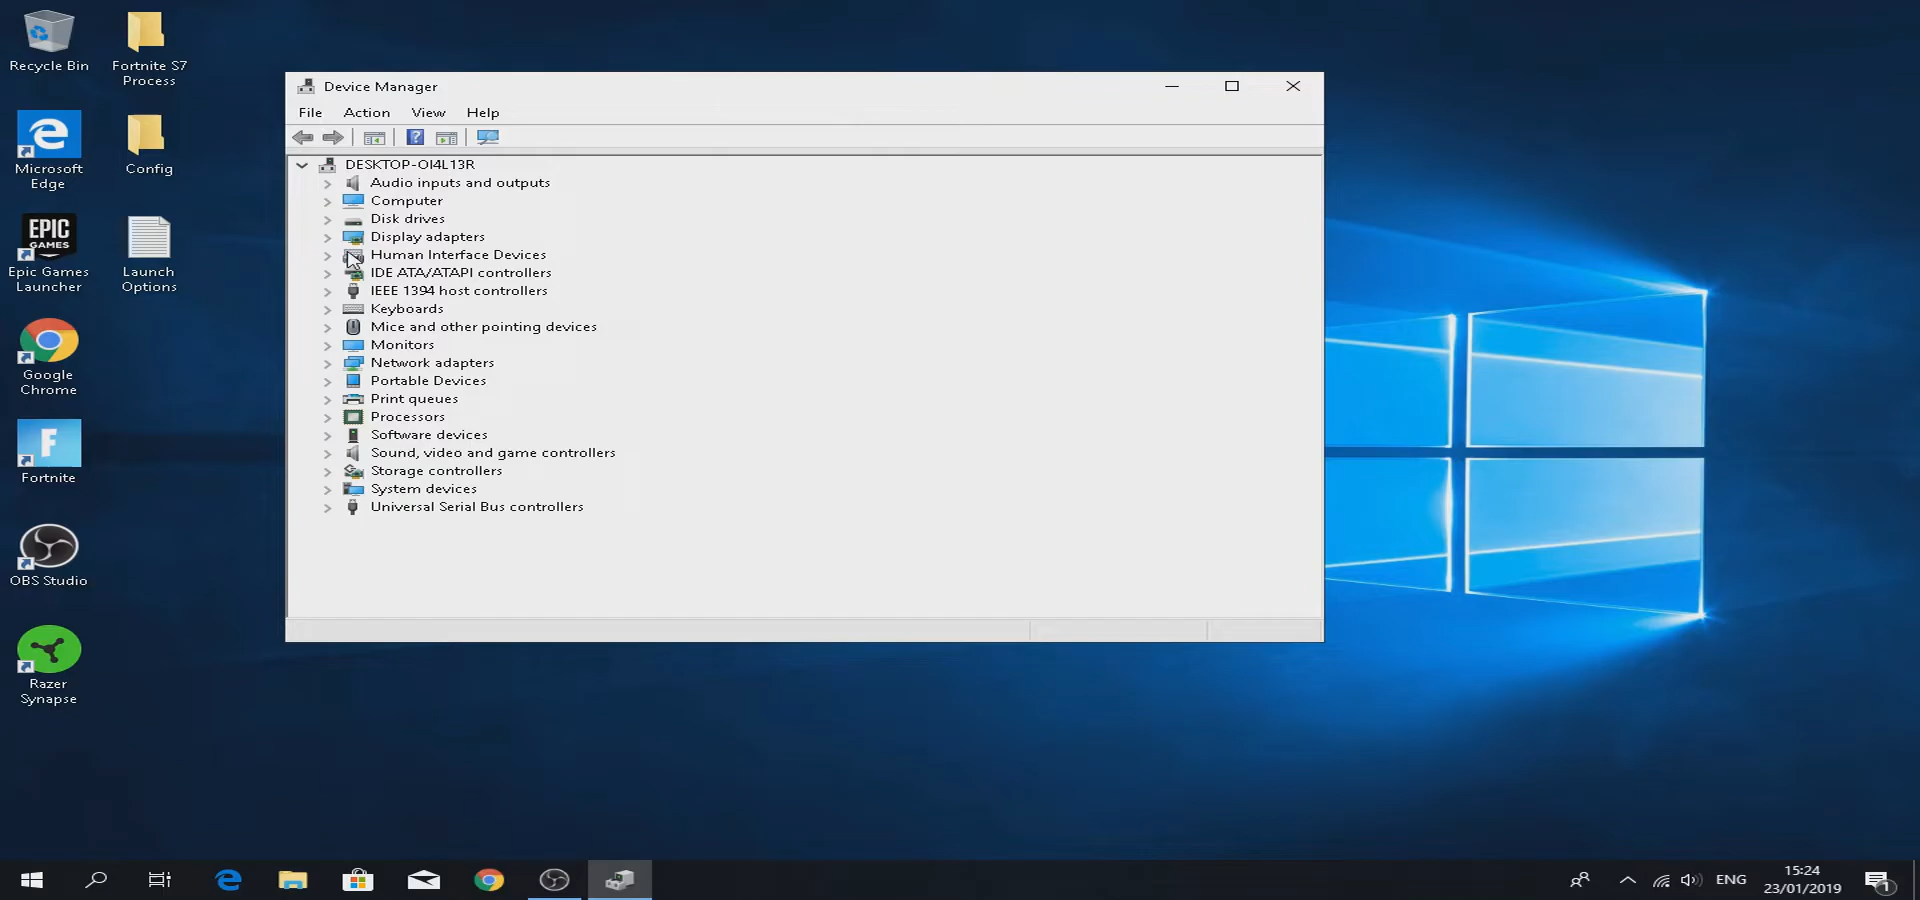 Recycle Bin
Fortnite S7
Process
Microsoft
Edge
Config
EPIC
GAMES
Epic Games
Launcher
Launch
Options
Google
Chrome
F
Fortnite
OBS Studio
Razer
Synapse
Device Manager
File Action View Help
DESKTOP-OI4L13R
Audio inputs and outputs
Computer
Disk drives
Display adapters
Human Interface Devices
IDE ATA/ATAPI controllers
IEEE 1394 host controllers
Keyboards
Mice and other pointing devices
Monitors
Network adapters
Portable Devices
Print queues
Processors
Software devices
Sound, video and game controllers
Storage controllers
System devices
Universal Serial Bus controllers
ENG
15:24
23/01/2019
1